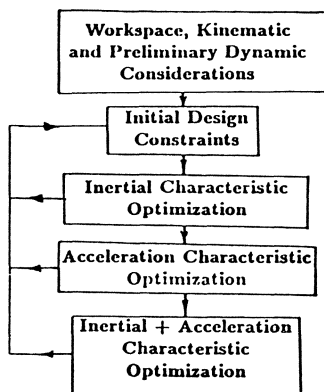 Workspace, Kinematic
and Preliminary Dynamic
Considerations
Initial Design
Constraints
Inertial Characteristic
Optimization
Acceleration Characteristic
Optimization
Inertial + Acceleration
Characteristic
Optimization